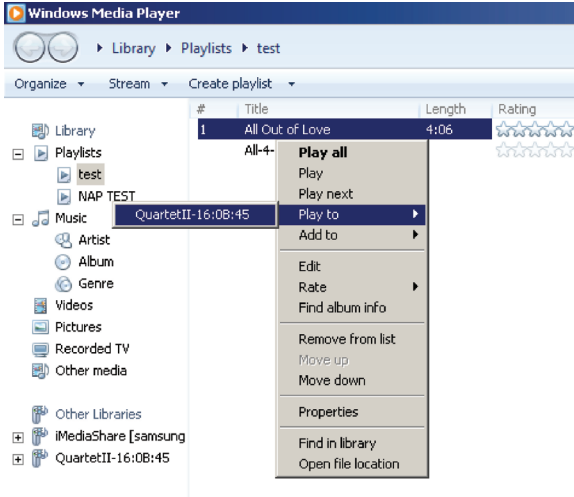 Windows Media Player
Library Playlists test
Organize Stream Create playlist
# Title Length Rating
Library
1 All Out of Love 4:06
Playlists
All-4-
test
NAP TEST
Music
Artist
Album
Genre
Videos
Pictures
Recorded TV
Other media
Other Libraries
iMediaShare [samsung
QuartetII-16:0B:45
QuartetII-16:0B:45
Play all
Play
Play next
Play to
Add to
Edit
Rate
Find album info
Remove from list
Move up
Move down
Properties
Find in library
Open file location